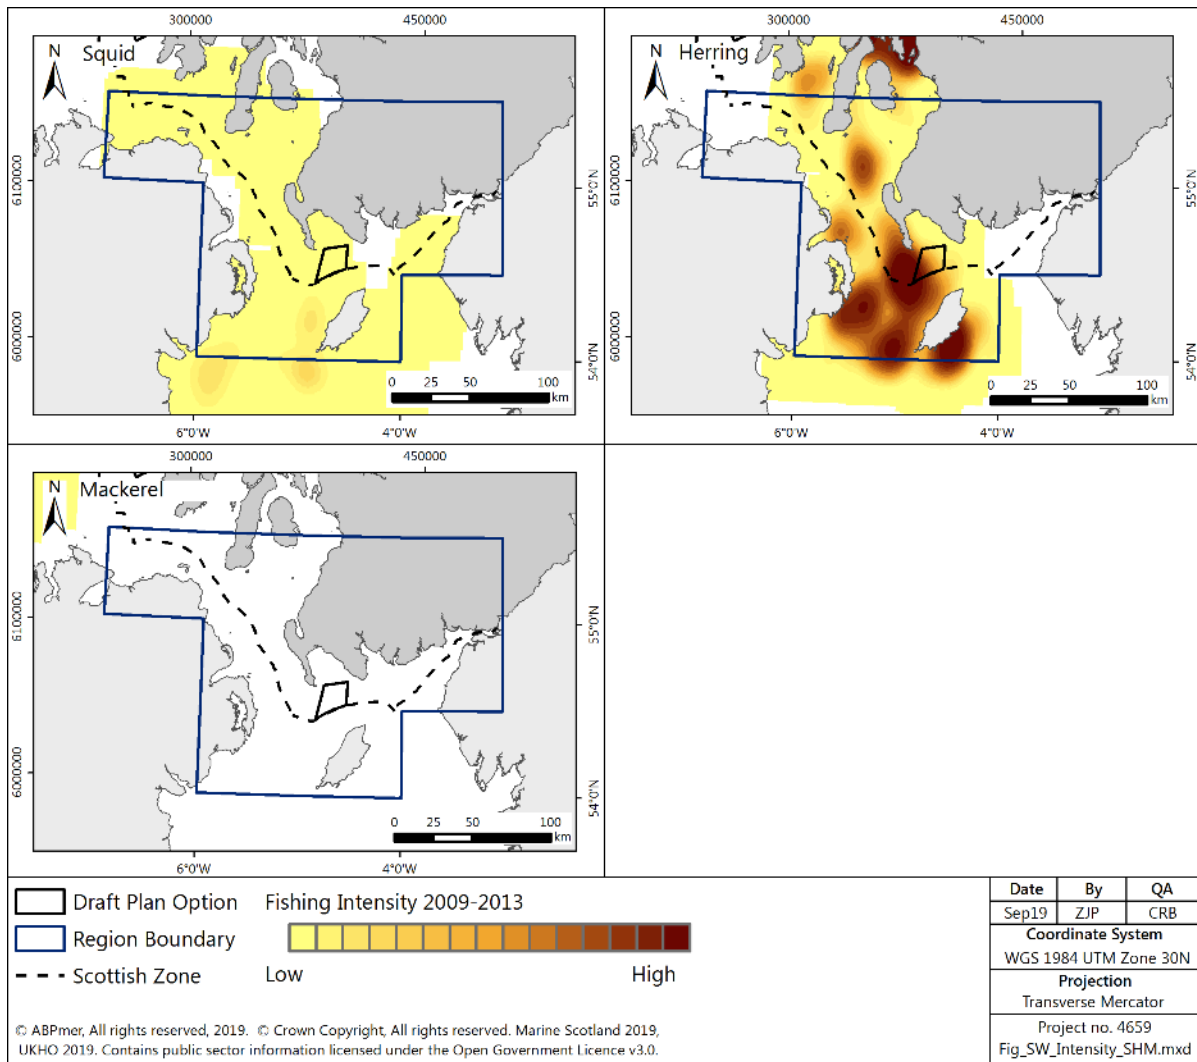 300000 450000
N Squid
6100000
6000000
55°0'N
54°0'N
0 25 50 100
km
6°0'W 4°0'W
300000 450000
N Herring
6100000
6000000
55°0'N
54°0'N
0 25 50 100
km
6°0'W 4°0'W
300000 450000
N Mackerel
6100000
6000000
55°0'N
54°0'N
0 25 50 100
km
6°0'W 4°0'W
Draft Plan Option
Region Boundary
Scottish Zone
Fishing Intensity 2009-2013
Low High
© ABPmer, All rights reserved, 2019. © Crown Copyright, All rights reserved. Marine Scotland 2019,
UKHO 2019. Contains public sector information licensed under the Open Government Licence v3.0.
Date By QA
Sep19 ZJP CRB
Coordinate System
WGS 1984 UTM Zone 30N
Projection
Transverse Mercator
Project no. 4659
Fig_SW_Intensity_SHM.mxd